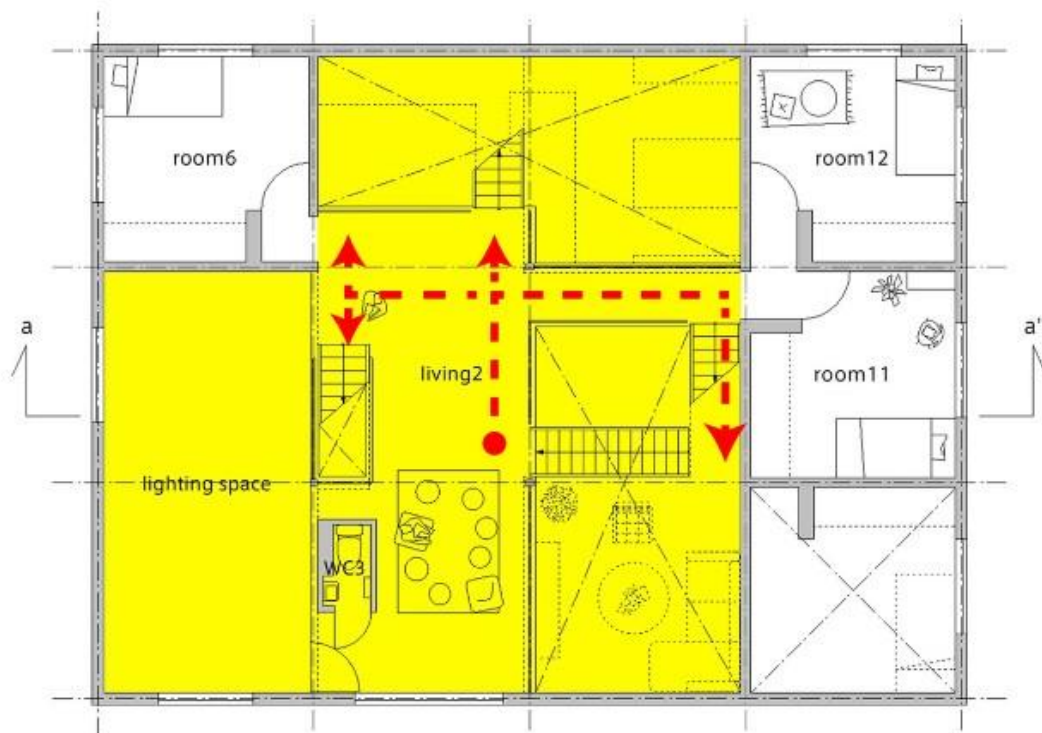 room6
room12
a
a'
living2
room11
lighting space
WC3